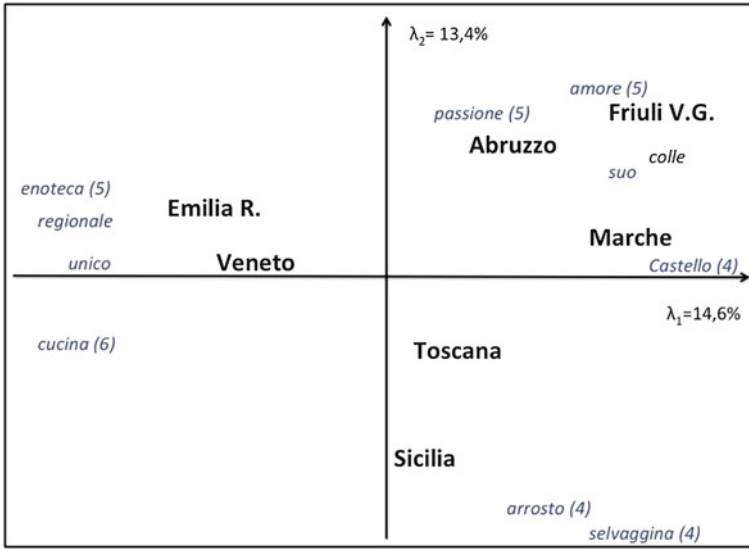 λ₂= 13,4%
amore (5)
passione (5)
Friuli V.G.
Abruzzo
colle
suo
enoteca (5)
Emilia R.
regionale
Marche
unico
Veneto
Castello (4)
λ₁=14,6%
cucina (6)
Toscana
Sicilia
arrosto (4)
selvaggina (4)